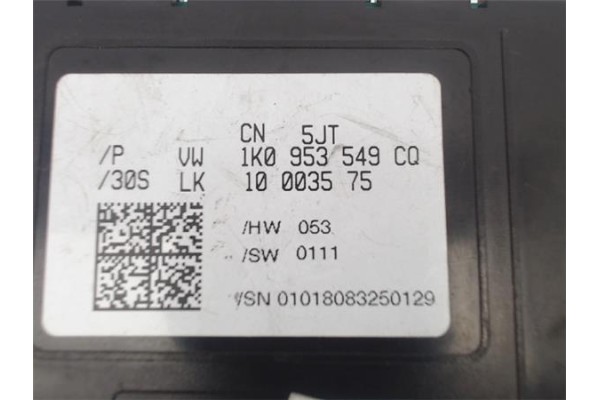 CN 5JT
/P VW 1K0 953 549 CQ
/30S LK 10 0035 75
/HW 053
/SW 0111
/SN 01018083250129